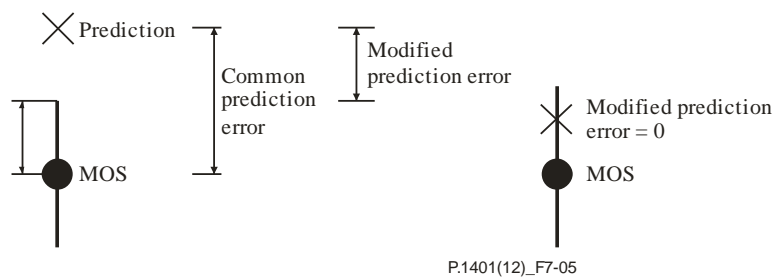 Prediction
Common
prediction
error
Modified
prediction error
MOS
Modified prediction
error = 0
MOS
P.1401(12)_F7-05